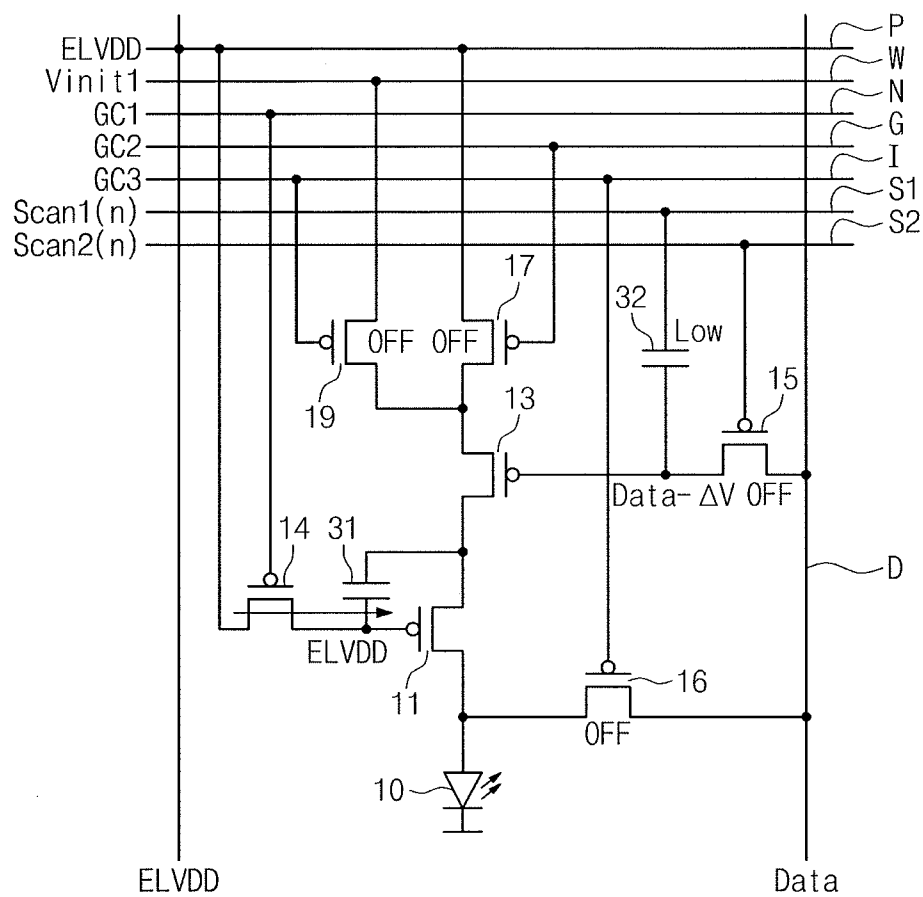 P
ELVDD
W
Vinit1
N
GC1
G
GC2
I
GC3
S1
Scan1(n)
S2
Scan2(n)
17
32
Low
OFF OFF
15
19
13
Data-ΔV OFF
14
31
D
ELVDD
11
16
OFF
10
ELVDD
Data